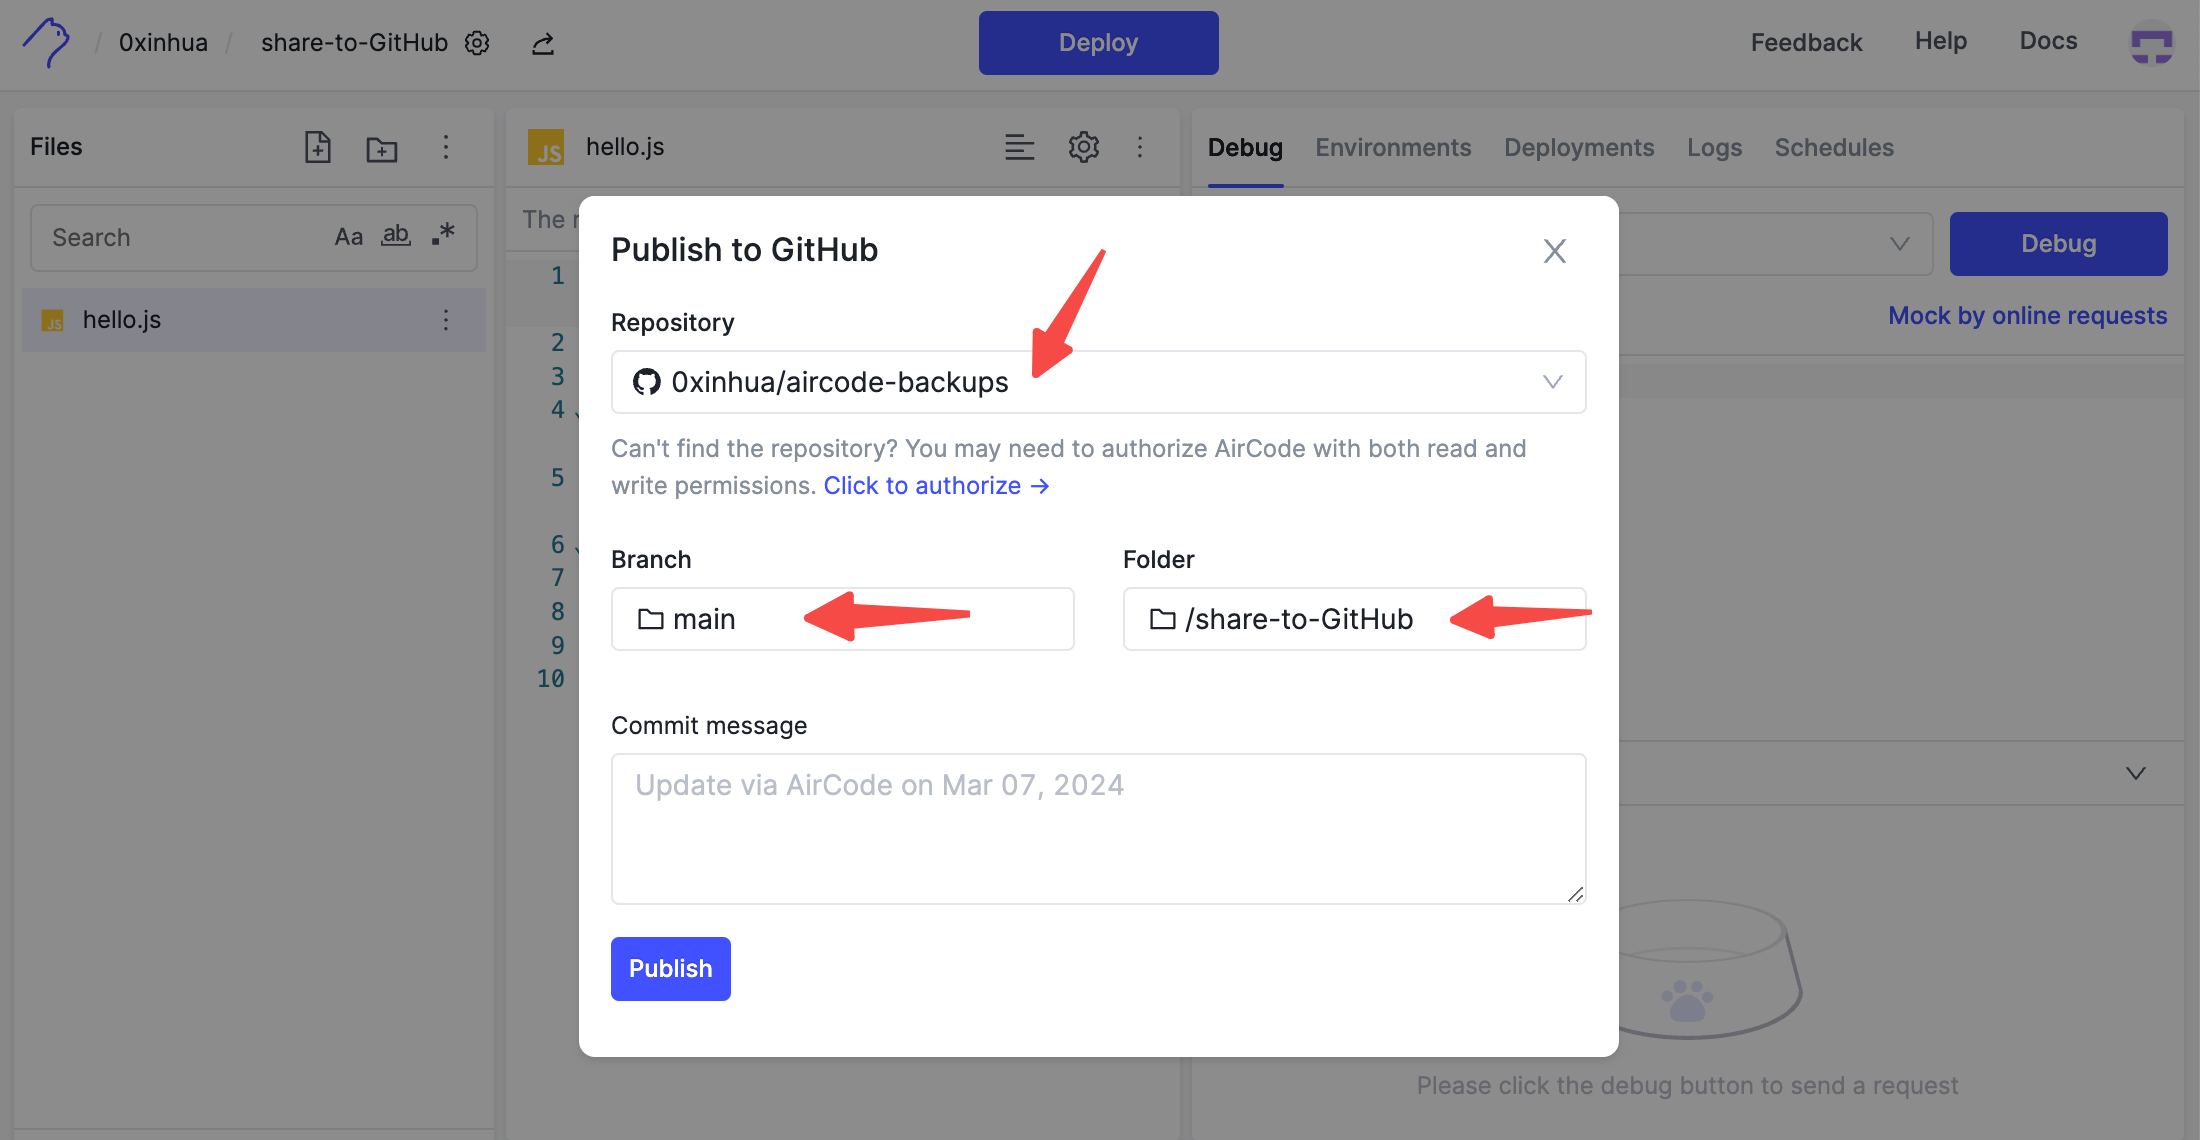 / 0xinhua / share-to-GitHub
Deploy
Feedback Help Docs
Files
Search Aa ab .*
JS hello.js
JS hello.js
The
1
2
3
4
5
6
7
8
9
10
Debug Environments Deployments Logs Schedules
Debug
Mock by online requests
Publish to GitHub
Repository
0xinhua/aircode-backups
Can't find the repository? You may need to authorize AirCode with both read and
write permissions. Click to authorize →
Branch Folder
main /share-to-GitHub
Commit message
Update via AirCode on Mar 07, 2024
Publish
Please click the debug button to send a request